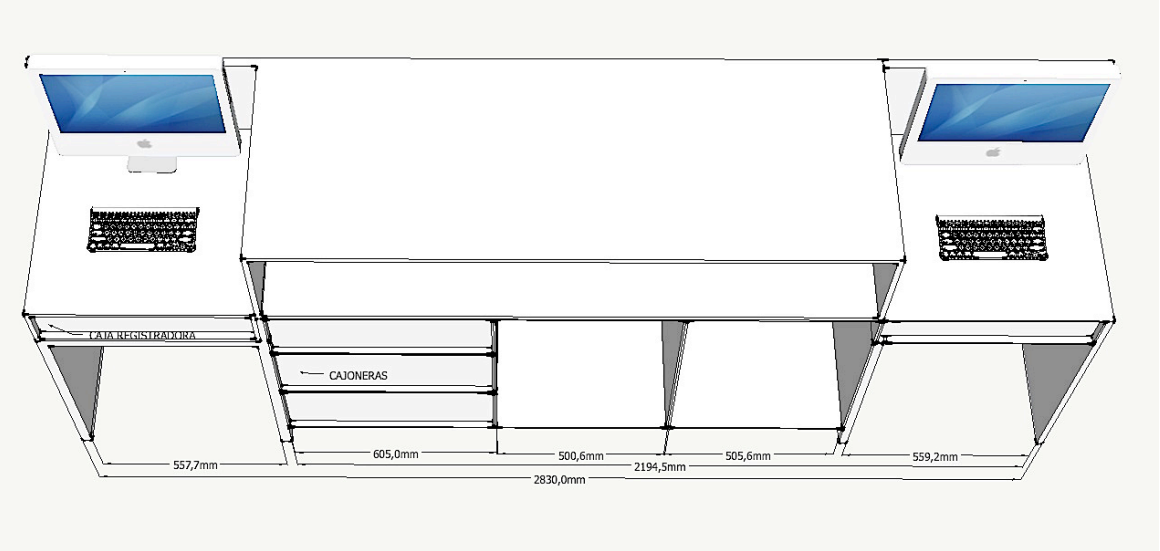 CAJA REGISTRADORA
CAJONERAS
557,7mm
605,0mm
500,6mm
505,6mm
559,2mm
2194,5mm
2830,0mm